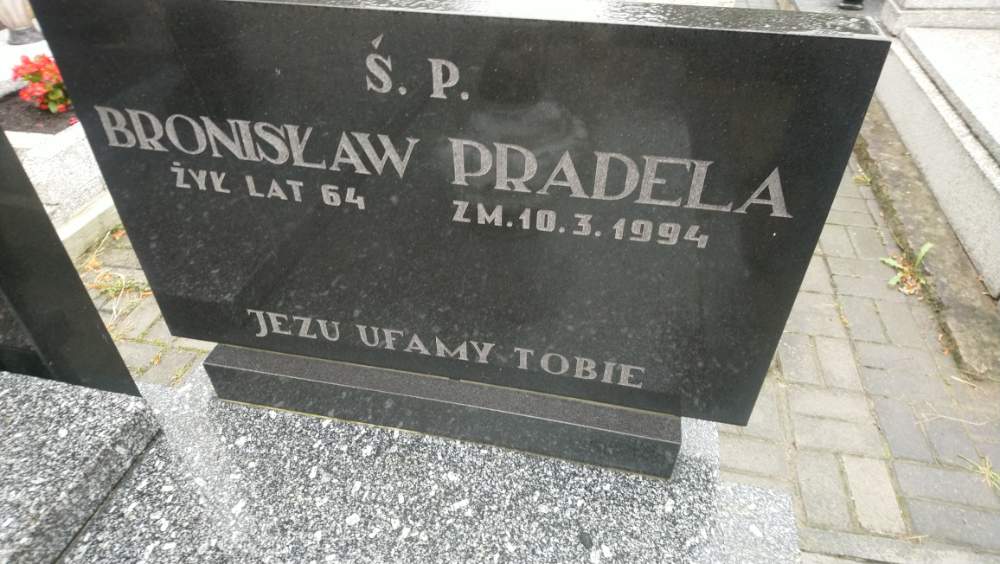 Ś. P.
BRONISŁAW PRADELA
ŻYŁ LAT 64 ZM. 10. 3. 1994
JEZU UFAMY TOBIE